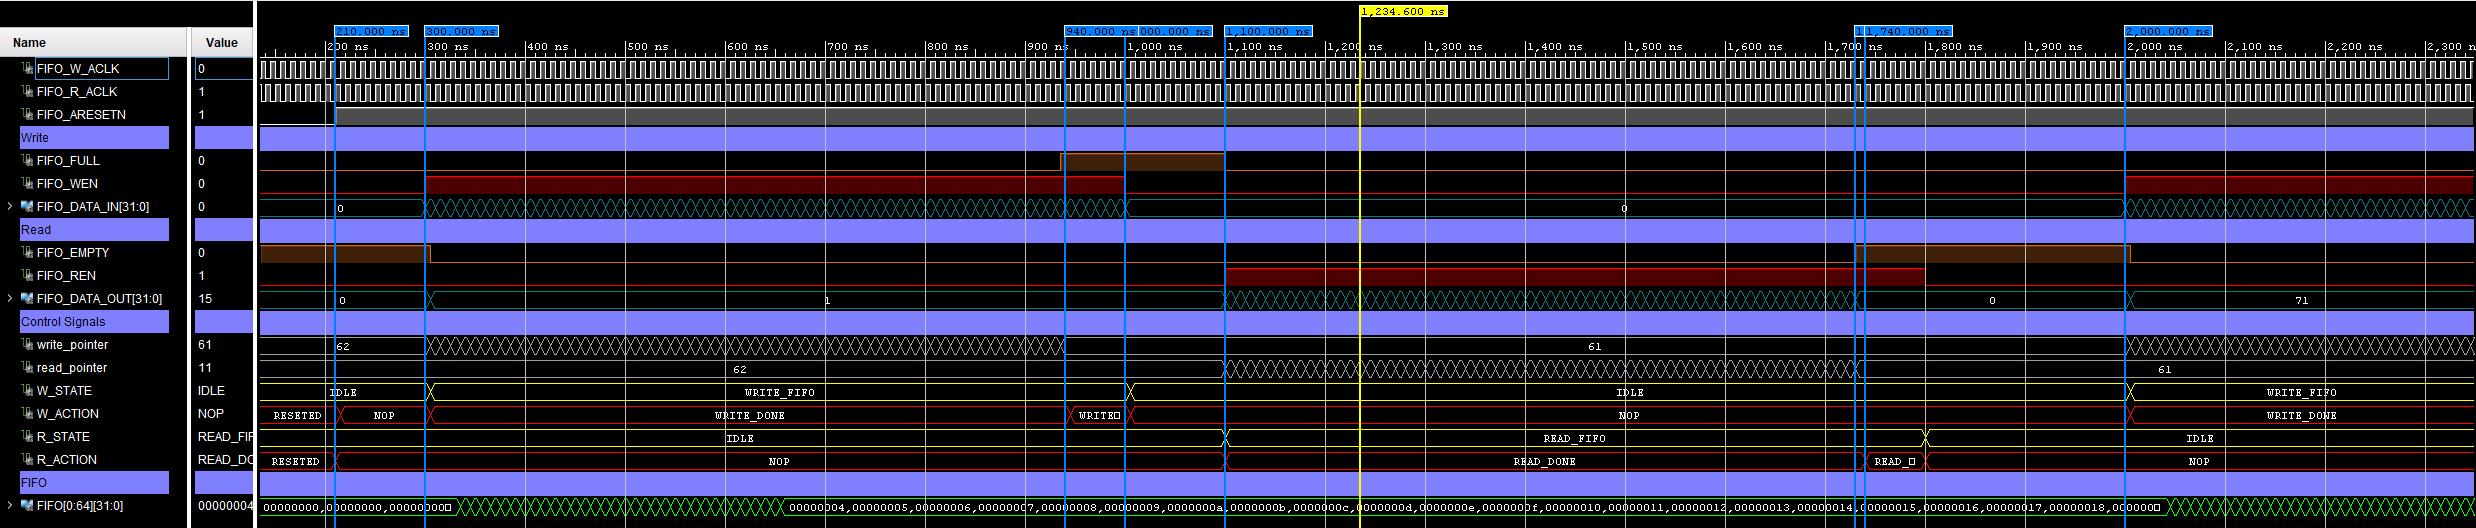 1,234.600 ns
210.000 ns 300.000 ns 940.000 ns 000.000 ns 1,100.000 ns 1,740.000 ns 2,000.000 ns
Name Value 200 ns 300 ns 400 ns 500 ns 600 ns 700 ns 800 ns 900 ns 1,000 ns 1,100 ns 1,200 ns 1,300 ns 1,400 ns 1,500 ns 1,600 ns 1,700 ns 1,800 ns 1,900 ns 2,000 ns 2,100 ns 2,200 ns 2,300
FIFO_W_ACLK 0
FIFO_R_ACLK 1
FIFO_ARESETN 1
Write
FIFO_FULL 0
FIFO_WEN 0
FIFO_DATA_IN[31:0] 0 0 0
Read
FIFO_EMPTY 0
FIFO_REN 1
FIFO_DATA_OUT[31:0] 15 0 1 0 71
Control Signals
write_pointer 61 62 61
read_pointer 11 62 61
W_STATE IDLE IDLE WRITE_FIFO IDLE WRITE_FIFO
W_ACTION NOP RESETED NOP WRITE_DONE WRITE NOP WRITE_DONE
R_STATE READ_FIF IDLE READ_FIFO IDLE
R_ACTION READ_DO RESETED NOP READ_DONE READ_ NOP
FIFO
FIFO[0:64][31:0] 00000004 00000000,00000000,00000000 00000004,00000005,00000006,00000007,00000008,00000009,0000000a,0000000b,0000000c,0000000d,0000000e,0000000f,00000010,00000011,00000012,00000013,00000014,00000015,00000016,00000017,00000018,000000